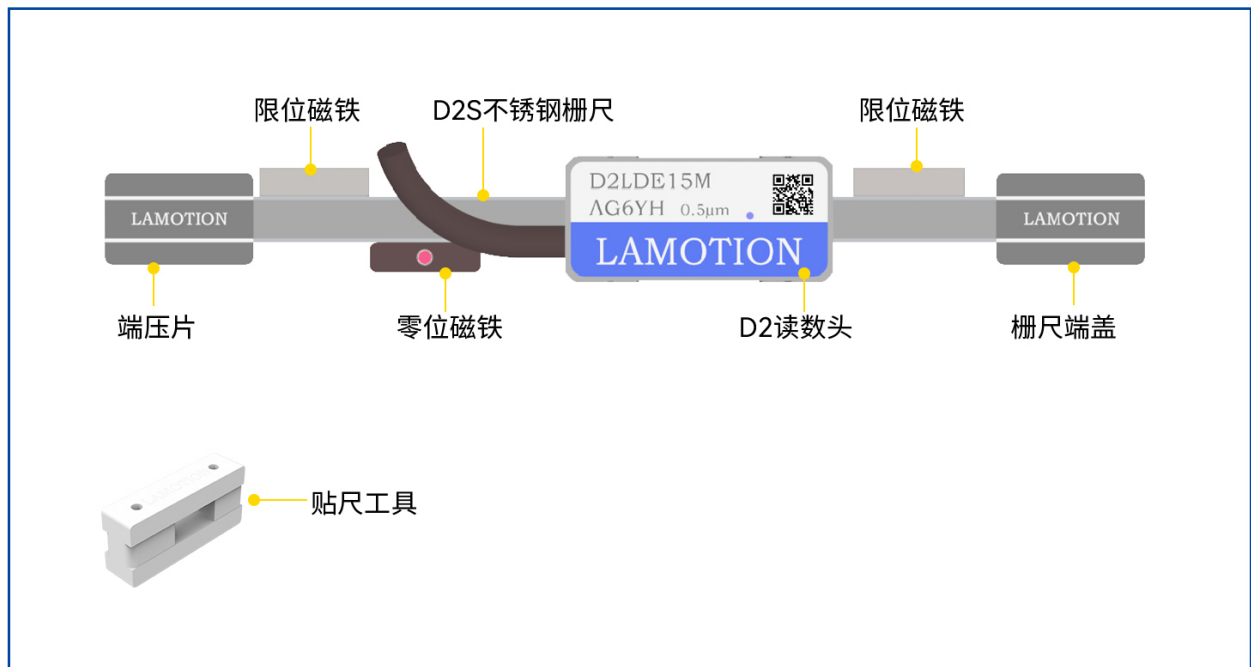 限位磁铁
D2S不锈钢栅尺
限位磁铁
D2LDE15M
ΛG6YH 0.5μm
LAMOTION
LAMOTION
LAMOTION
端压片
零位磁铁
D2读数头
栅尺端盖
LAMOTION
贴尺工具